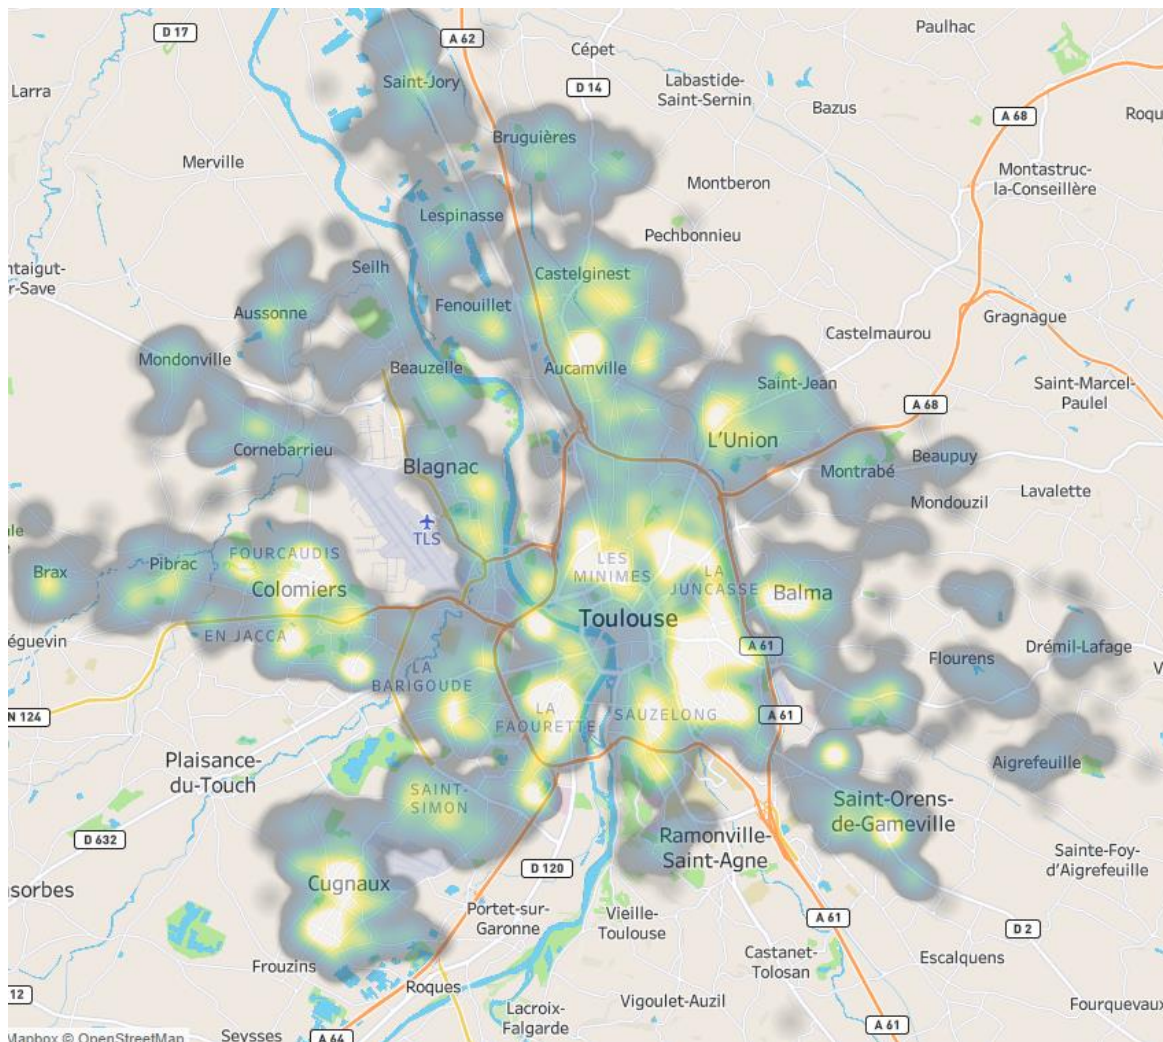 Paulhac
D 17
A 62
Cépet
Saint-Jory
Labastide-
Saint-Sernin
Larra
D 14
Bazus
A 68
Roqu
Bruguières
Merville
Montastruc-
la-Conseillère
Montberon
Lespinasse
Pechbonnieu
ntaigut-
r-Save
Seilh
Castelginest
Aussonne
Fenouillet
Gragnague
Castelmaurou
Mondonville
Beauzelle
Aucamville
Saint-Jean
Saint-Marcel-
Paulel
A 68
L'Union
Cornebarrieu
Blagnac
Montrabé
Beaupuy
Mondouzil
Lavalette
TLS
FOURCAUDIS
LES
MINIMES
LA
JUNCASSE
Brax
Pibrac
Colomiers
Balma
Toulouse
EN JACCA
éguevin
A 61
Drémil-Lafage
Flourens
LA
BARIGOUDE
N 124
LA
FAOURETTE
SAUZELONG
A 61
Plaisance-
du-Touch
Aigrefeuille
SAINT-
SIMON
Saint-Orens-
de-Gameville
D 632
Ramonville-
Saint-Agne
Sainte-Foy-
d'Aigrefeuille
D 120
Cugnaux
nsorbes
Portet-sur-
Garonne
Vieille-
Toulouse
A 61
D 2
Castanet-
Tolosan
Escalquens
Frouzins
Roques
12
Vigoulet-Auzil
Lacroix-
Falgarde
Fourquevaux
A 61
Seysses
A 64
Mapbox © OpenStreetMap